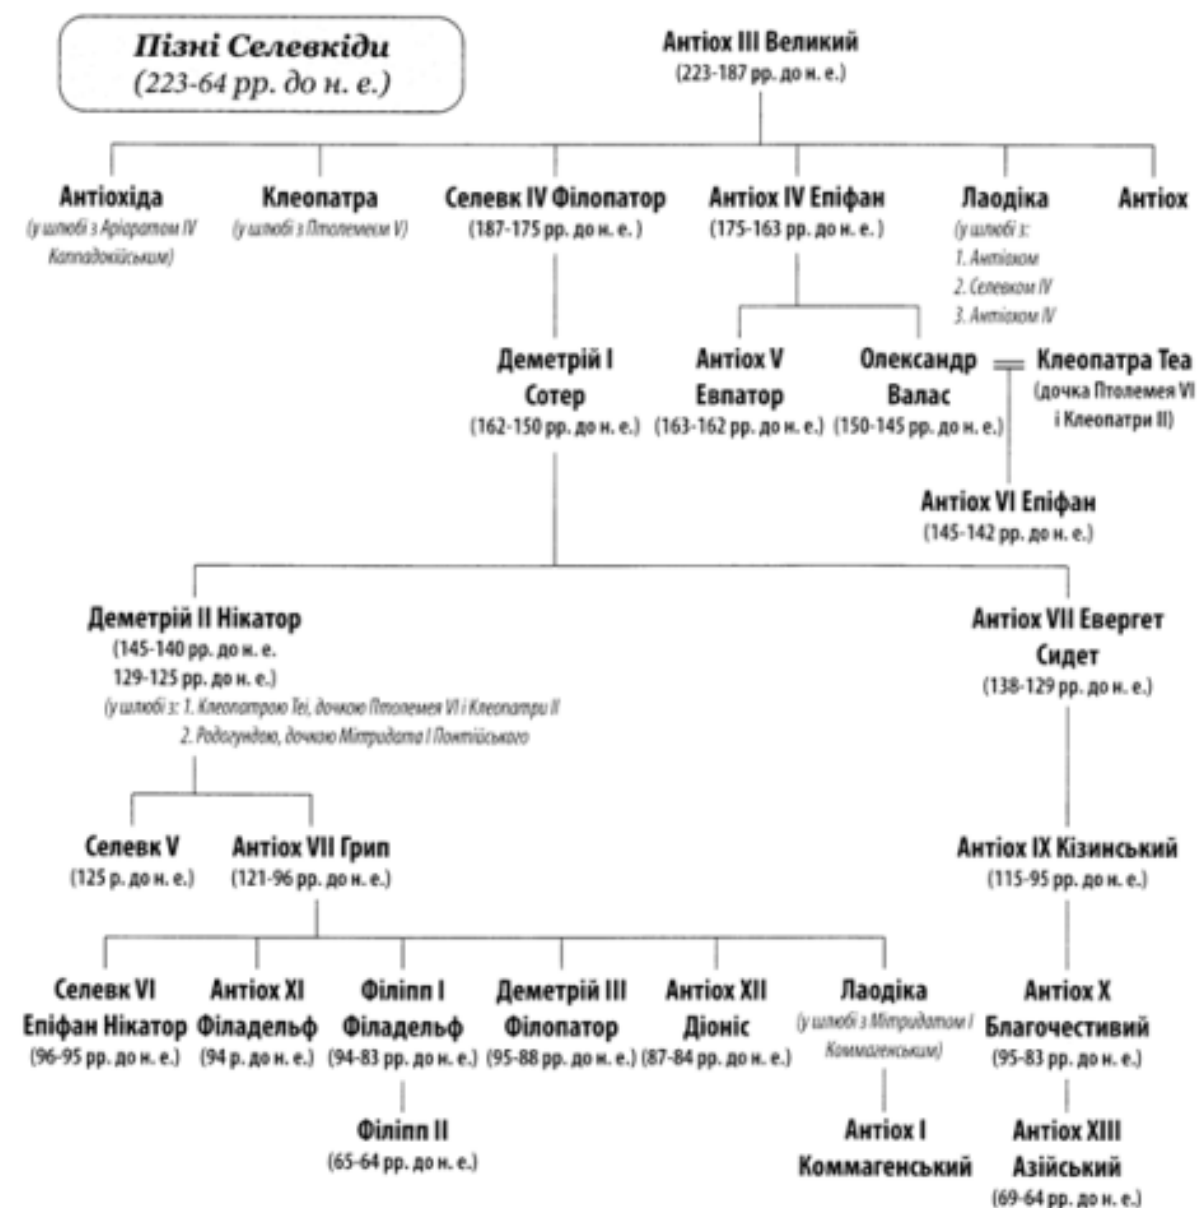 Пізні Селевкіди
(223-64 рр. до н. е.)
Антіох III Великий
(223-187 рр. до н. е.)
Антіохіда
(у шлюбі з Аріаратом IV
Каппадокійським)
Клеопатра
(у шлюбі з Птолемеєм V)
Селевк IV Філопатор
(187-175 рр. до н. е. )
Антіох IV Епіфан
(175-163 рр. до н. е. )
Лаодіка
(у шлюбі з:
1. Антіохом
2. Селевком IV
3. Антіохом IV
Антіох
Деметрій I
Сотер
(162-150 рр. до н. е.)
Антіох V
Евпатор
(163-162 рр. до н. е.)
Олександр
Валас
(150-145 рр. до н. е.)
Клеопатра Теа
(дочка Птолемея VI
і Клеопатри II)
Антіох VI Епіфан
(145-142 рр. до н. е.)
Деметрій II Нікатор
(145-140 рр. до н. е.
129-125 рр. до н. е.)
(у шлюбі з: 1. Клеопатрою Теі, дочкою Птолемея VI і Клеопатри II
2. Родогундою, дочкою Мітридата I Понтійського
Антіох VII Евергет
Сидет
(138-129 рр. до н. е.)
Селевк V
(125 р. до н. е.)
Антіох VII Грип
(121-96 рр. до н. е.)
Антіох IX Кізинський
(115-95 рр. до н. е.)
Селевк VI
Епіфан Нікатор
(96-95 рр. до н. е.)
Антіох XI
Філадельф
(94 р. до н. е.)
Філіпп I
Філадельф
(94-83 рр. до н. е.)
Деметрій III
Філопатор
(95-88 рр. до н. е.)
Антіох XII
Діоніс
(87-84 рр. до н. е.)
Лаодіка
(у шлюбі з Мітридатом I
Коммагенським)
Антіох X
Благочестивий
(95-83 рр. до н. е.)
Філіпп II
(65-64 рр. до н. е.)
Антіох I
Коммагенський
Антіох XIII
Азійський
(69-64 рр. до н. е.)